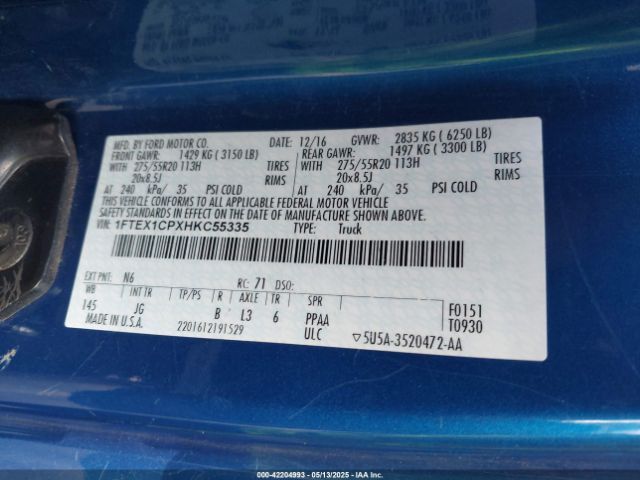 MFD. BY FORD MOTOR CO. DATE: 12/16 GVWR: 2835 KG ( 6250 LB)
FRONT GAWR: 1429 KG ( 3150 LB) REAR GAWR: 1497 KG ( 3300 LB)
WITH 275/55R20 113H TIRES WITH 275/55R20 113H TIRES
20x8.5J RIMS 20x8.5J RIMS
AT 240 kPa/ 35 PSI COLD AT 240 kPa/ 35 PSI COLD
THIS VEHICLE CONFORMS TO ALL APPLICABLE FEDERAL MOTOR VEHICLE
SAFETY STANDARDS IN EFFECT ON THE DATE OF MANUFACTURE SHOWN ABOVE.
VIN: 1FTEX1CPXHKC55335 TYPE: Truck
EXT PNT: N6 RC: 71 DSO:
WB INT TR TP/PS R AXLE TR SPR F0151
145 JG B L3 6 PPAA T0930
MADE IN U.S.A. 2201612191529 ULC ▽5U5A-3520472-AA
00-42204993 - 05/13/2025 - IAA Inc.